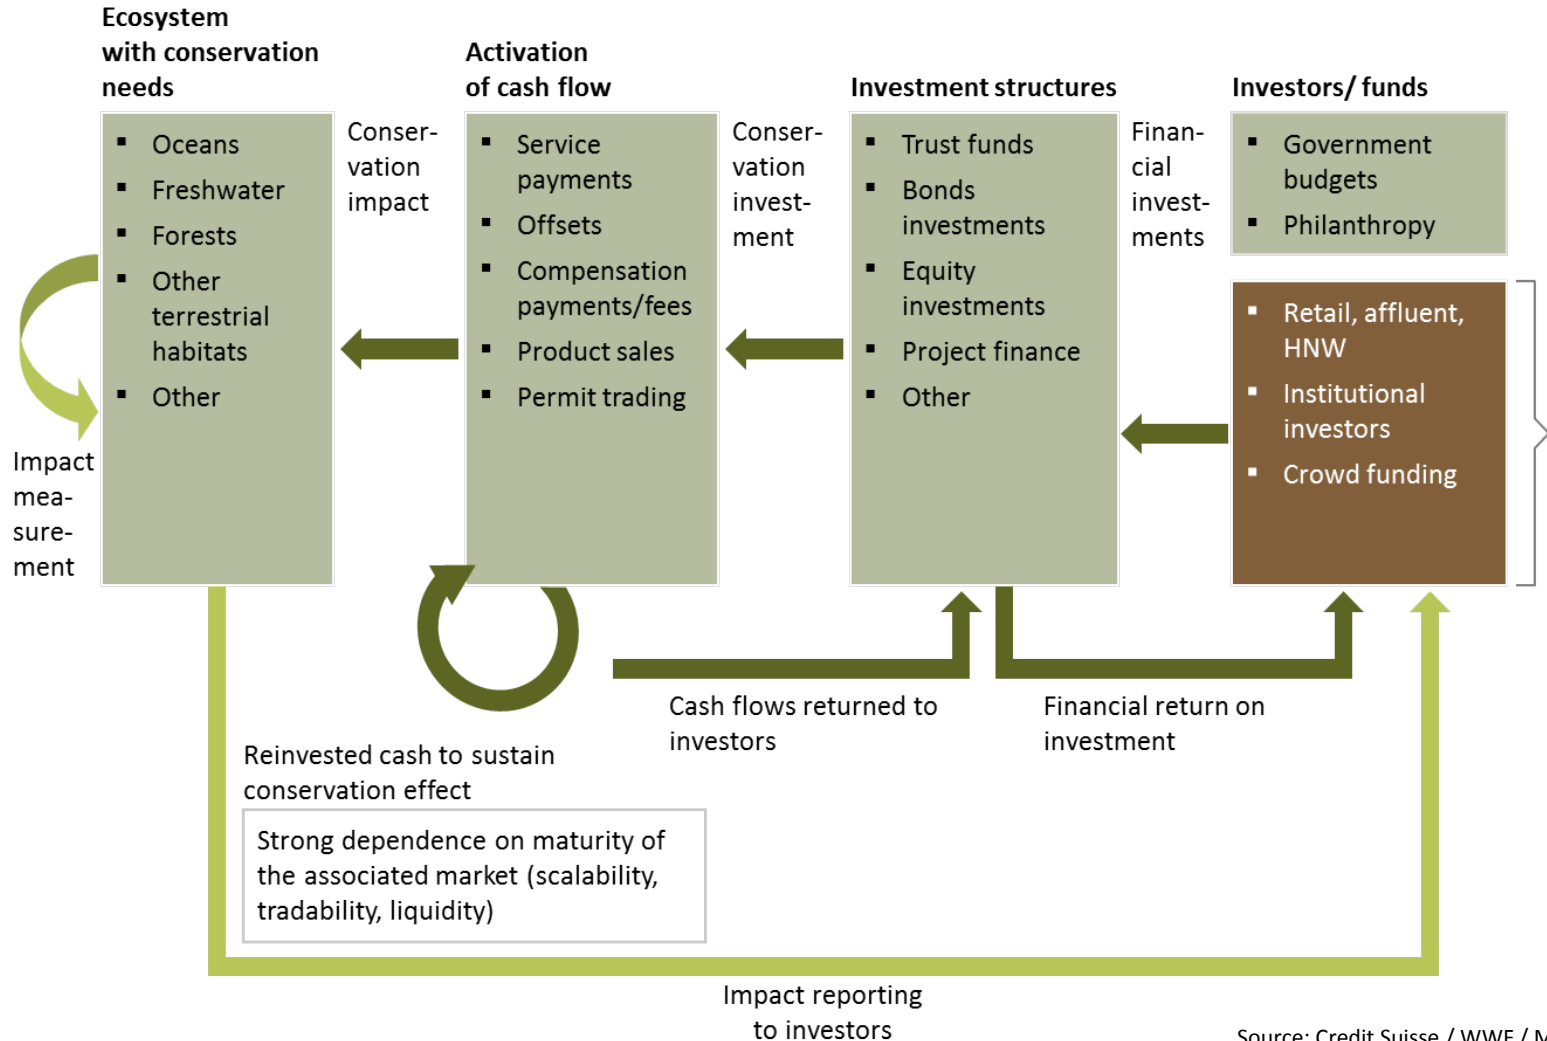 Ecosystem
with conservation
needs
Oceans
Freshwater
Forests
Other
terrestrial
habitats
Other
Impact
mea-
sure-
ment
Conser-
vation
impact
Activation
of cash flow
Service
payments
Offsets
Compensation
payments/fees
Product sales
Permit trading
Conser-
vation
invest-
ment
Investment structures
Trust funds
Bonds
investments
Equity
investments
Project finance
Other
Finan-
cial
invest-
ments
Investors/ funds
Government
budgets
Philanthropy
Retail, affluent,
HNW
Institutional
investors
Crowd funding
Reinvested cash to sustain
conservation effect
Strong dependence on maturity of
the associated market (scalability,
tradability, liquidity)
Cash flows returned to
investors
Financial return on
investment
Impact reporting
to investors
Source: Credit Suisse / WWF /